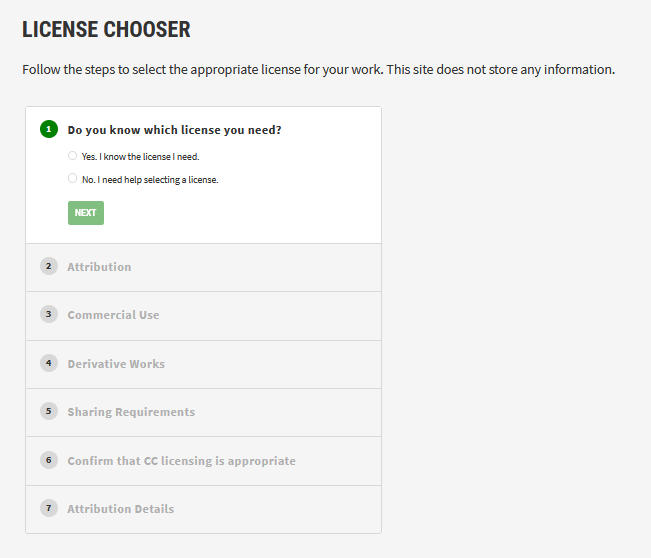 LICENSE CHOOSER
Follow the steps to select the appropriate license for your work. This site does not store any information.
1 Do you know which license you need?
Yes. I know the license I need.
No. I need help selecting a license.
NEXT
2 Attribution
3 Commercial Use
4 Derivative Works
5 Sharing Requirements
6 Confirm that CC licensing is appropriate
7 Attribution Details